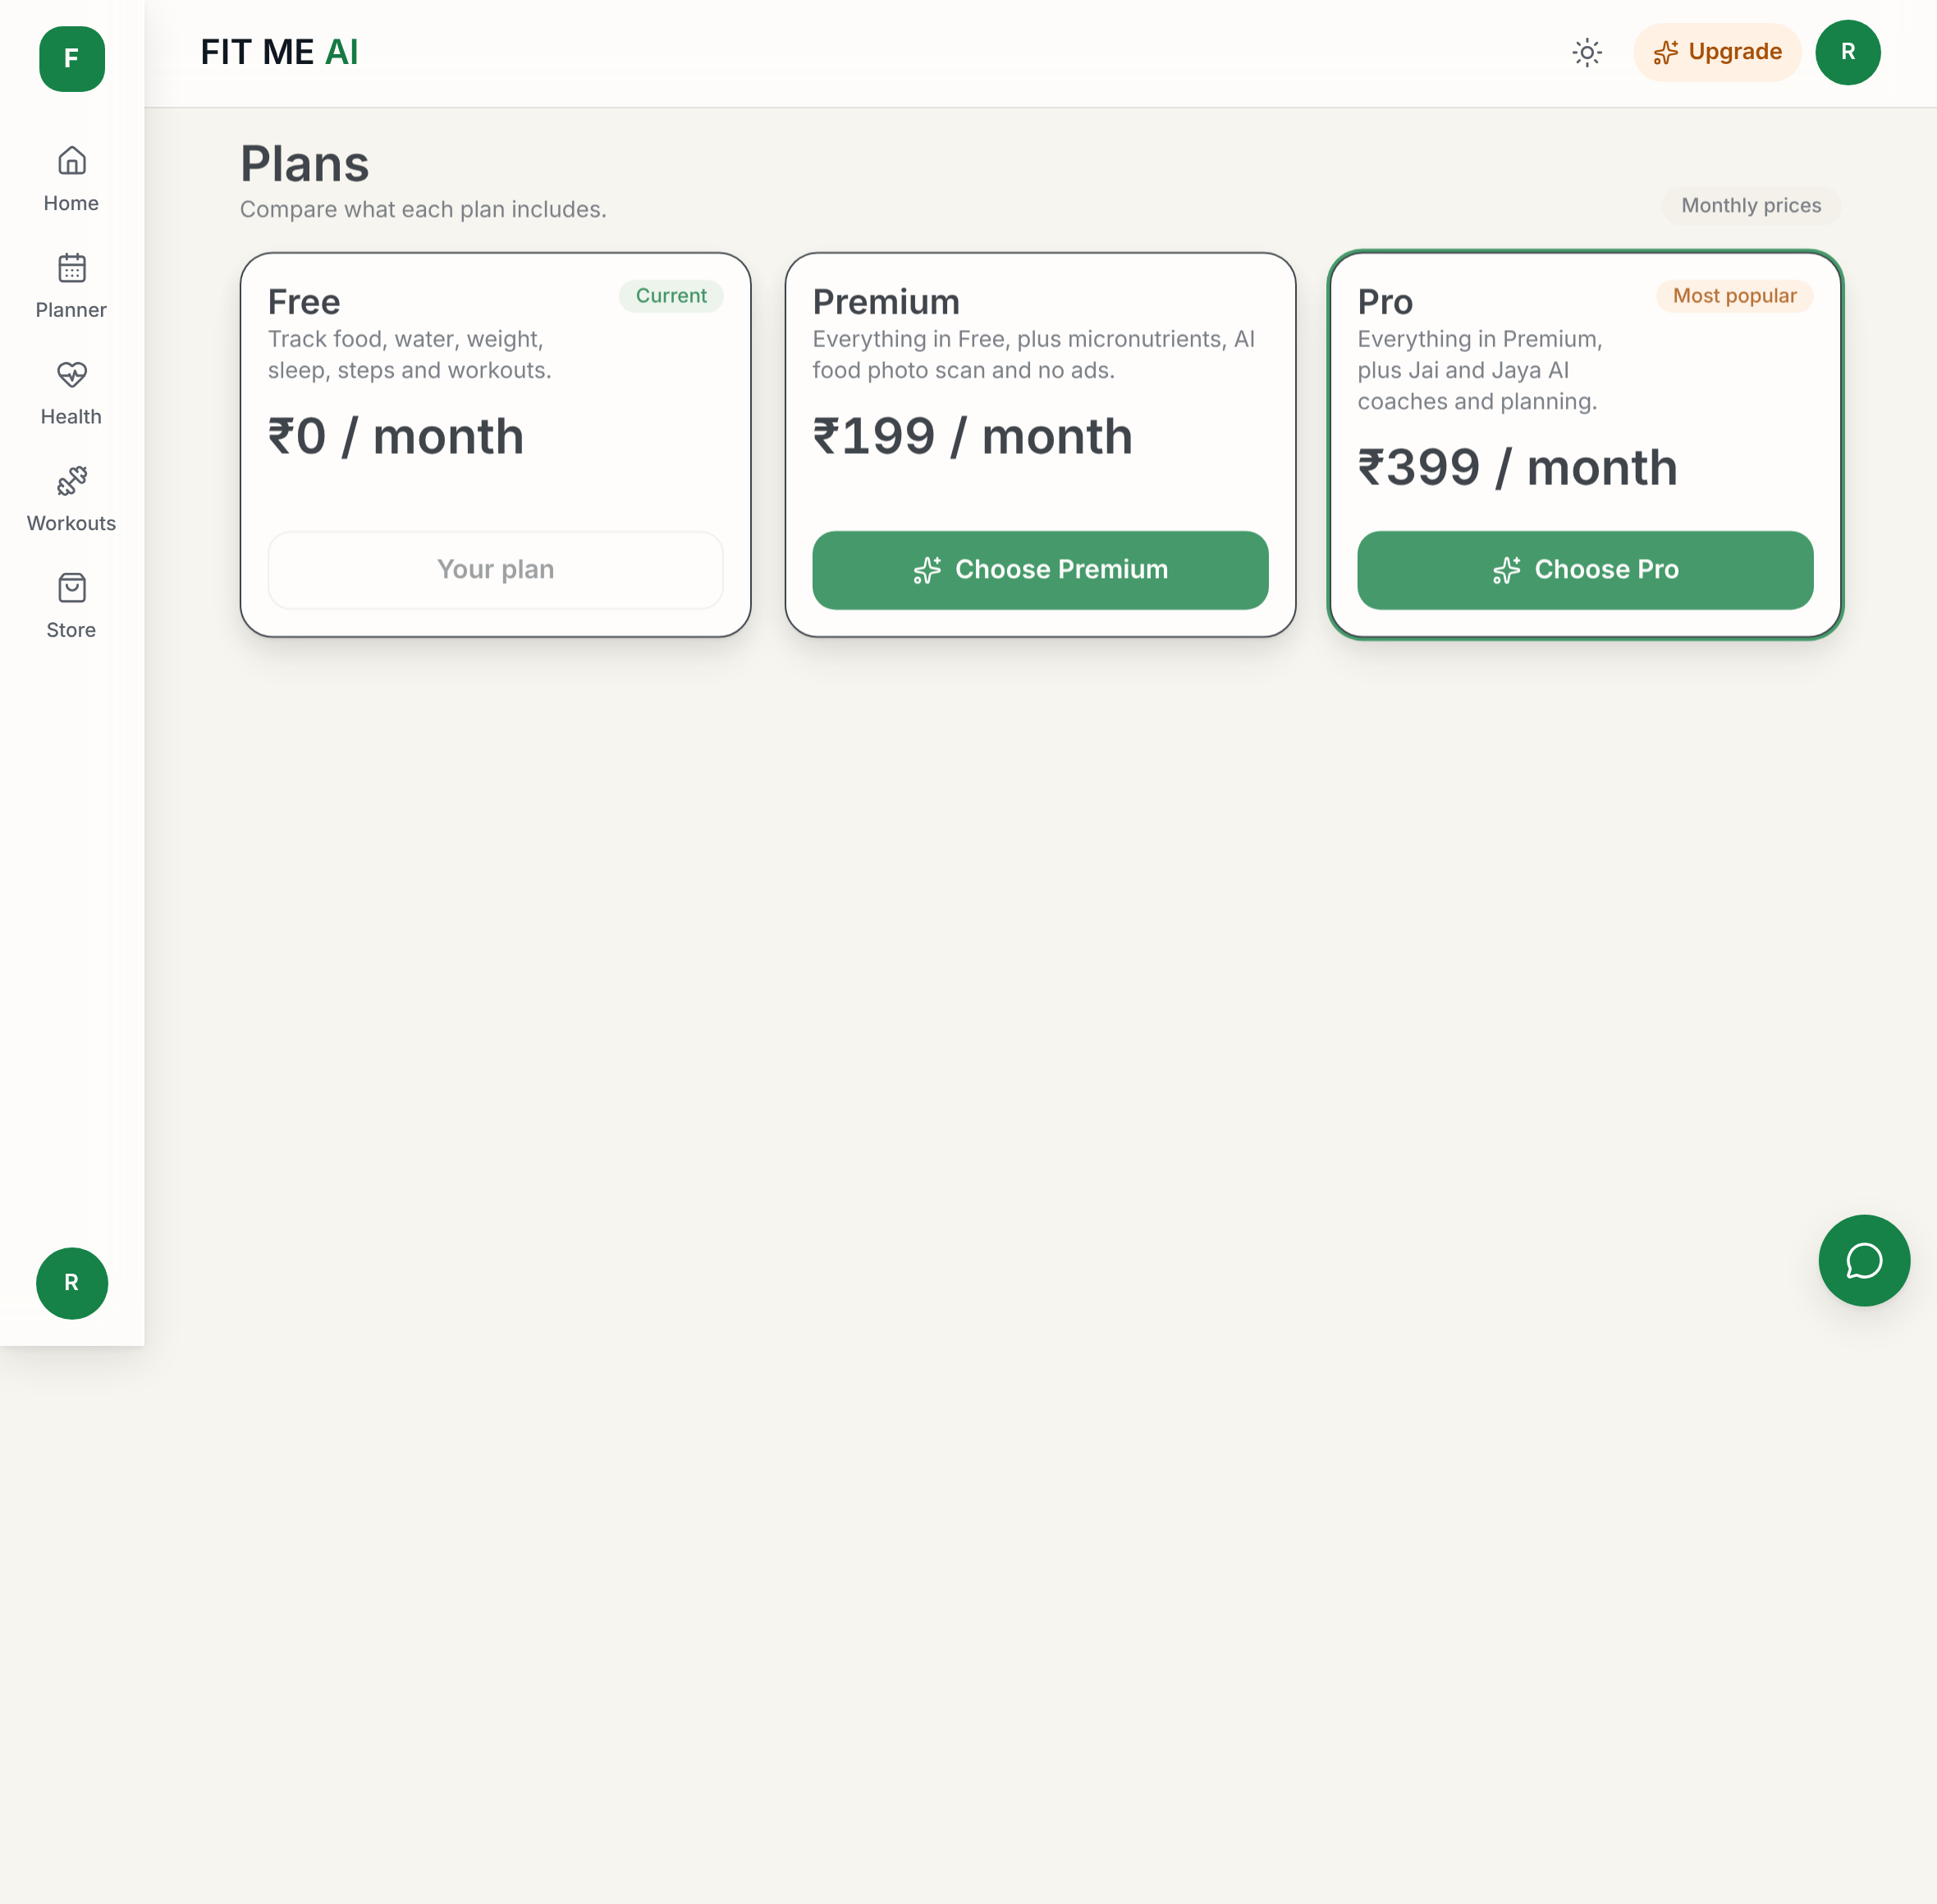 F
FIT ME AI
Upgrade
R
Home
Planner
Health
Workouts
Store
R
Plans
Compare what each plan includes.
Monthly prices
Free
Current
Track food, water, weight,
sleep, steps and workouts.
₹0 / month
Your plan
Premium
Everything in Free, plus micronutrients, AI
food photo scan and no ads.
₹199 / month
Choose Premium
Pro
Most popular
Everything in Premium,
plus Jai and Jaya AI
coaches and planning.
₹399 / month
Choose Pro